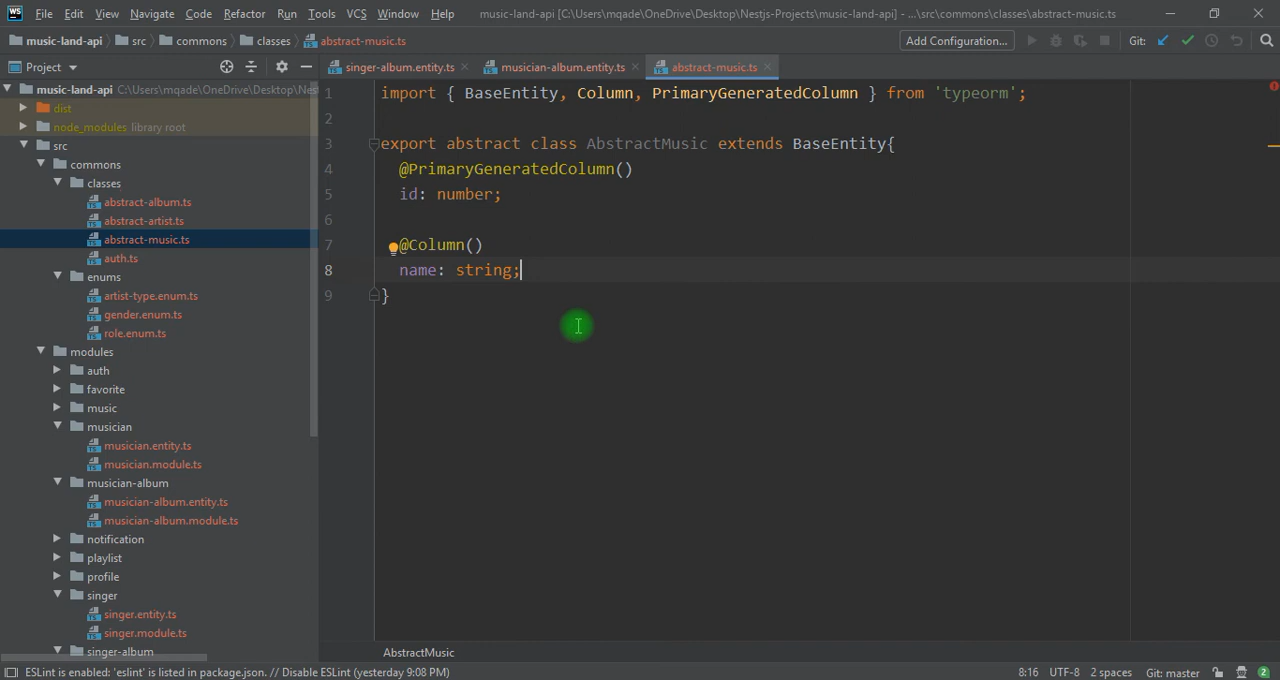 WS File Edit View Navigate Code Refactor Run Tools VCS Window Help music-land-api [C:\Users\mqade\OneDrive\Desktop\Nestjs-Projects\music-land-api] - ...\src\commons\classes\abstract-music.ts
music-land-api src commons classes abstract-music.ts Add Configuration... Git:
Project singer-album.entity.ts musician-album.entity.ts abstract-music.ts
music-land-api C:\Users\mqade\OneDrive\Desktop\Nest
dist
node_modules library root
src
commons
classes
abstract-album.ts
abstract-artist.ts
abstract-music.ts
auth.ts
enums
artist-type.enum.ts
gender.enum.ts
role.enum.ts
modules
auth
favorite
music
musician
musician.entity.ts
musician.module.ts
musician-album
musician-album.entity.ts
musician-album.module.ts
notification
playlist
profile
singer
singer.entity.ts
singer.module.ts
singer-album
1 import { BaseEntity, Column, PrimaryGeneratedColumn } from 'typeorm';
2
3 export abstract class AbstractMusic extends BaseEntity{
4 @PrimaryGeneratedColumn()
5 id: number;
6
7 @Column()
8 name: string;
9 }
AbstractMusic
ESLint is enabled: 'eslint' is listed in package.json. // Disable ESLint (yesterday 9:08 PM) 8:16 UTF-8 2 spaces Git: master 2